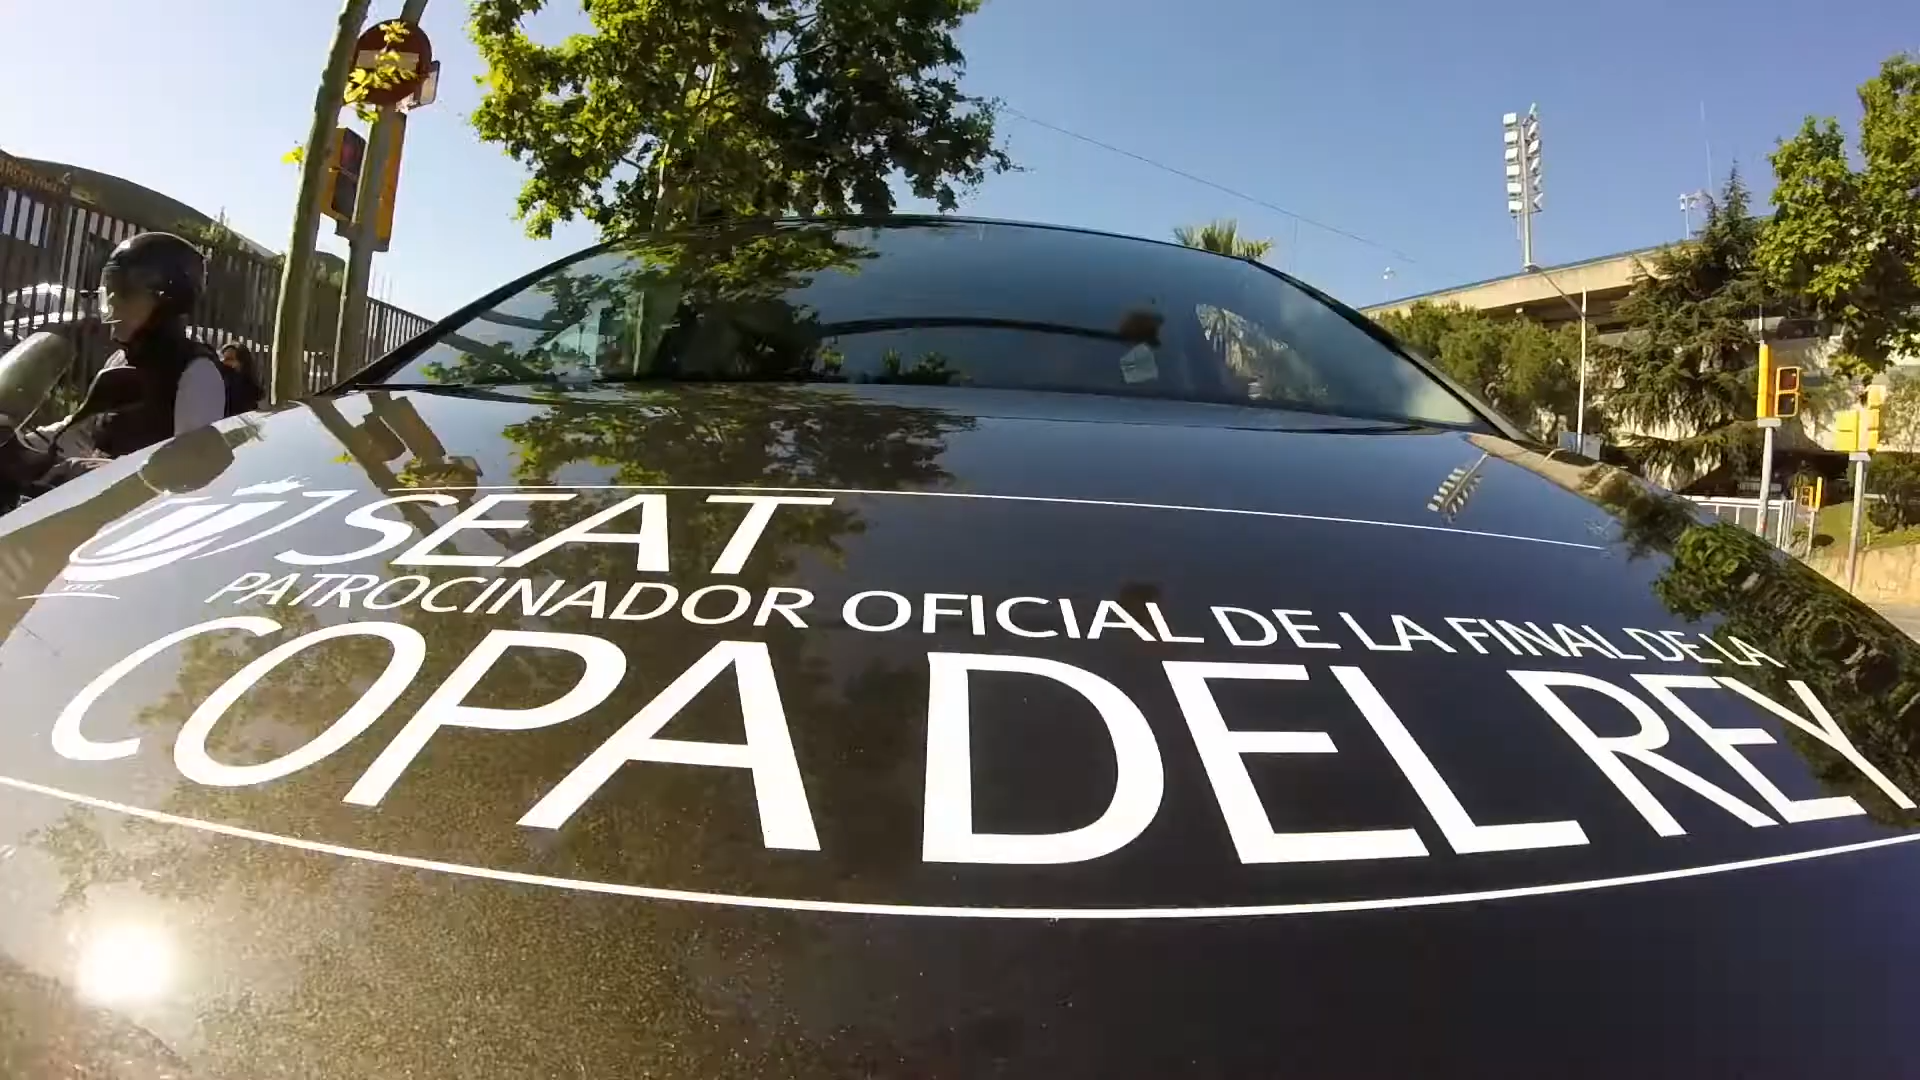 SEAT
PATROCINADOR OFICIAL DE LA FINAL DE LA
COPA DEL REY